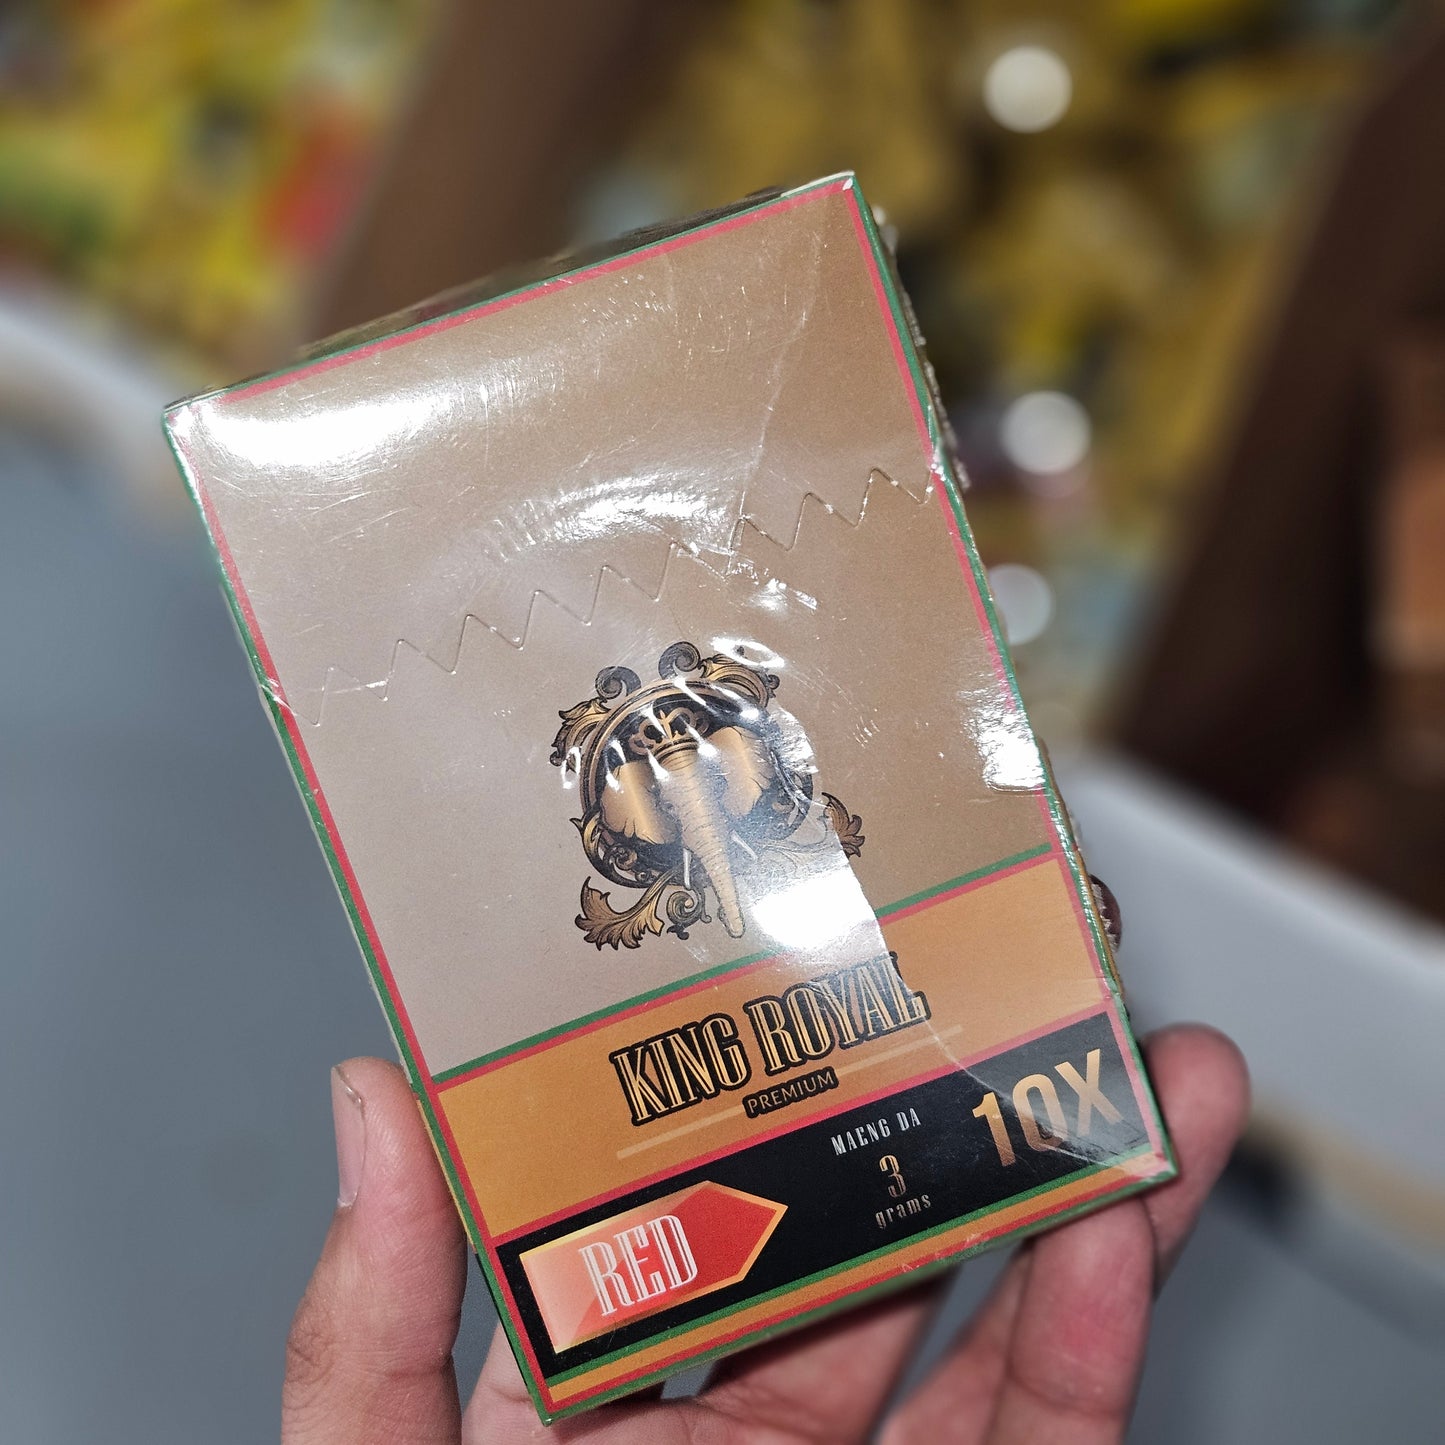 KING ROYAL
PREMIUM
MAENG DA
3
grams
10X
RED